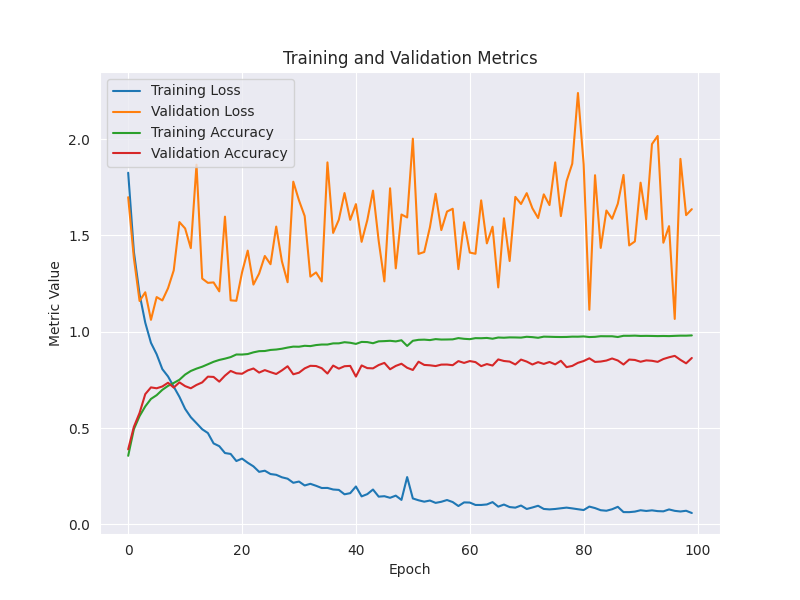 Training and Validation Metrics
Training Loss
Validation Loss
Training Accuracy
Validation Accuracy
Metric Value
2.0
1.5
1.0
0.5
0.0
0 20 40 60 80 100
Epoch